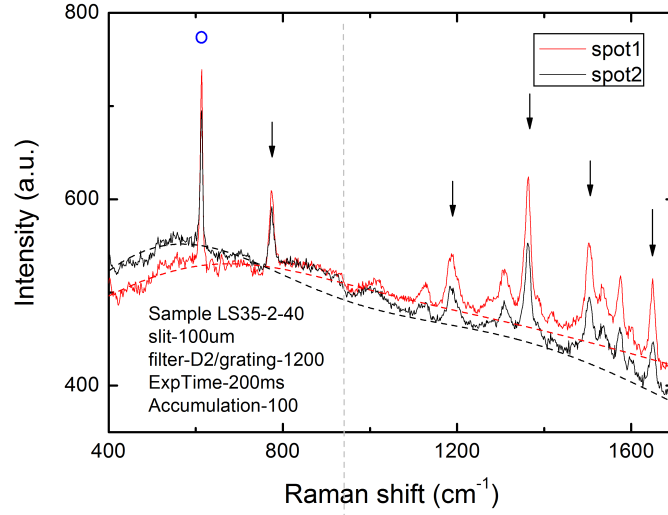 800
600
400
Intensity (a.u.)
spot1
spot2
Sample LS35-2-40
slit-100um
filter-D2/grating-1200
ExpTime-200ms
Accumulation-100
400 800 1200 1600
Raman shift (cm-1)